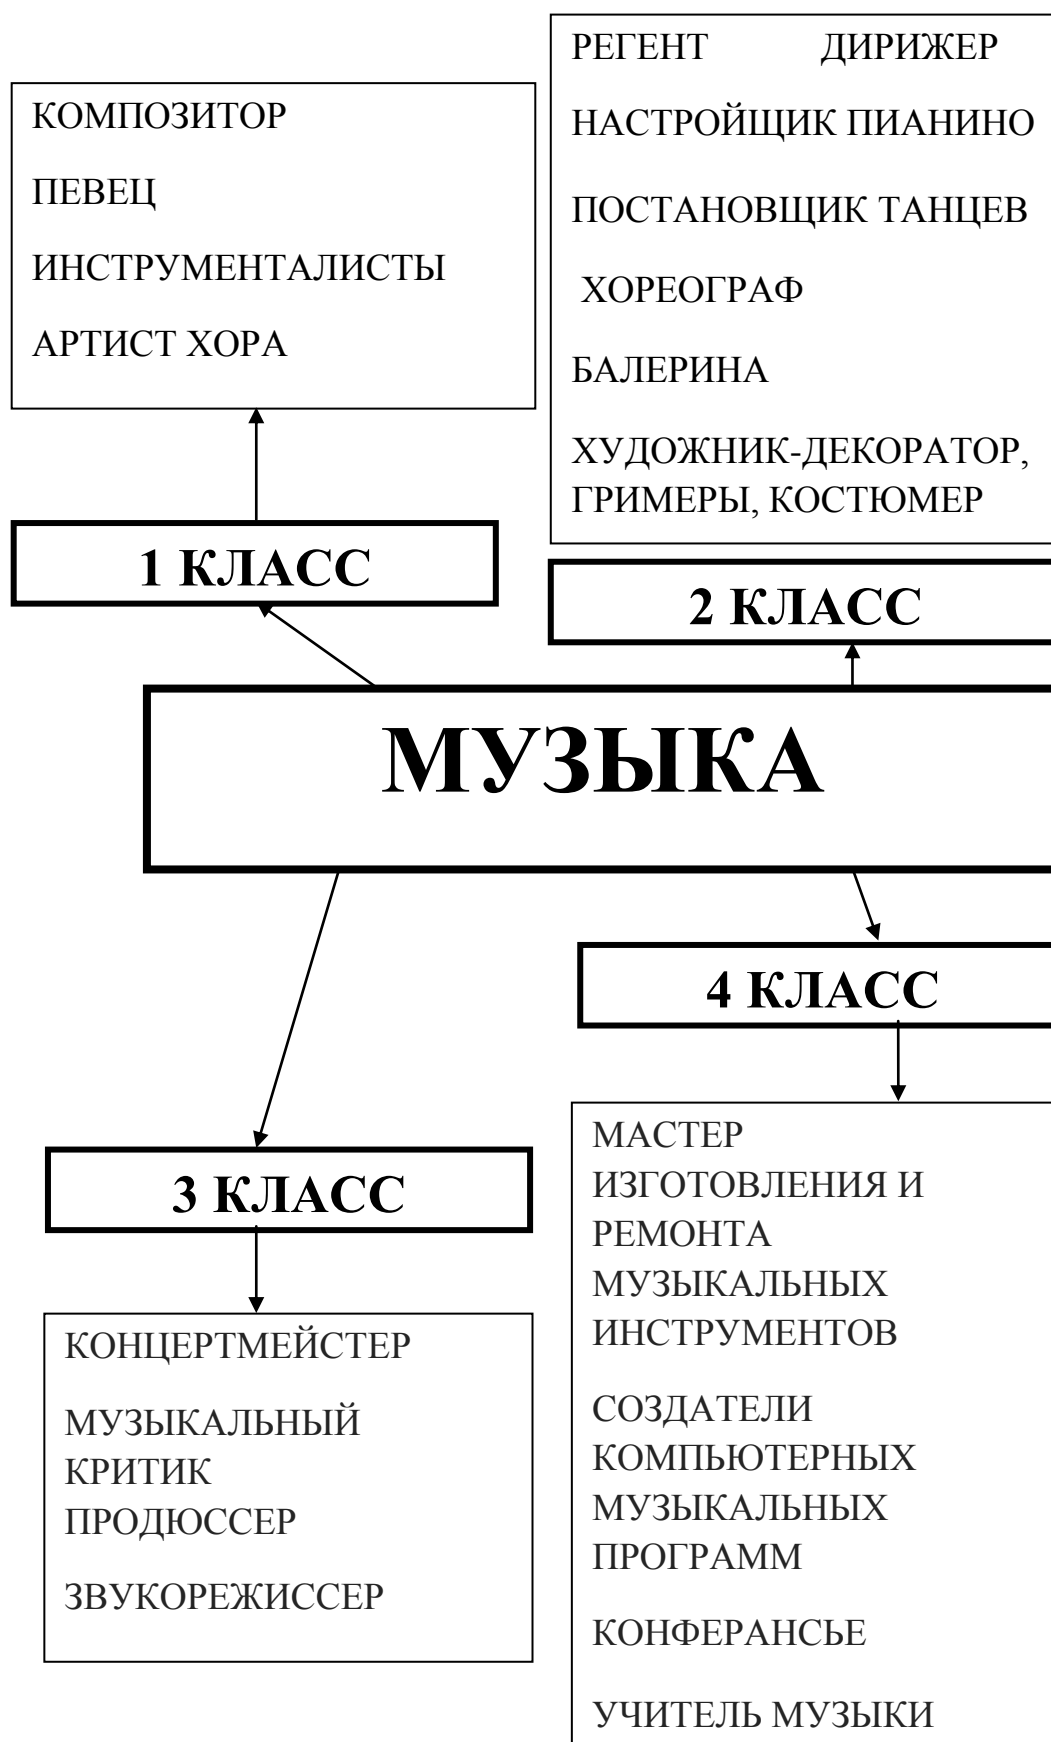 КОМПОЗИТОР
ПЕВЕЦ
ИНСТРУМЕНТАЛИСТЫ
АРТИСТ ХОРА
1 КЛАСС
РЕГЕНТ ДИРИЖЕР
НАСТРОЙЩИК ПИАНИНО
ПОСТАНОВЩИК ТАНЦЕВ
ХОРЕОГРАФ
БАЛЕРИНА
ХУДОЖНИК-ДЕКОРАТОР,
ГРИМЕРЫ, КОСТЮМЕР
2 КЛАСС
МУЗЫКА
3 КЛАСС
КОНЦЕРТМЕЙСТЕР
МУЗЫКАЛЬНЫЙ
КРИТИК
ПРОДЮССЕР
ЗВУКОРЕЖИССЕР
4 КЛАСС
МАСТЕР
ИЗГОТОВЛЕНИЯ И
РЕМОНТА
МУЗЫКАЛЬНЫХ
ИНСТРУМЕНТОВ
СОЗДАТЕЛИ
КОМПЬЮТЕРНЫХ
МУЗЫКАЛЬНЫХ
ПРОГРАММ
КОНФЕРАНСЬЕ
УЧИТЕЛЬ МУЗЫКИ